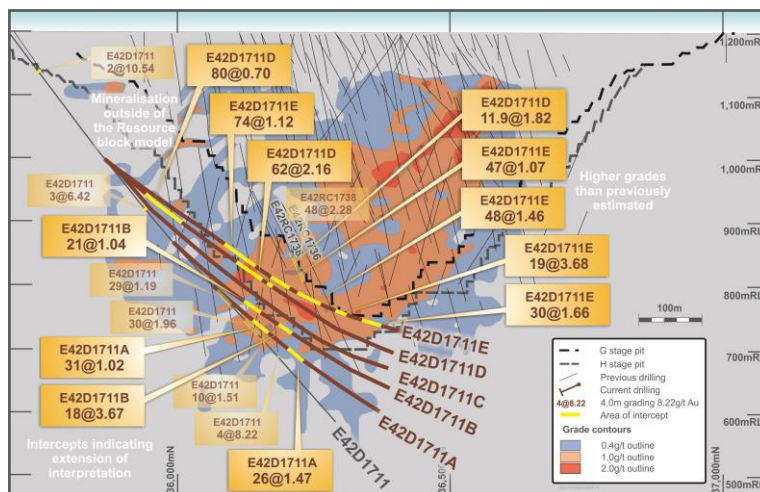 E42D1711
2@10.54
E42D1711D
80@0.70
Mineralisation
outside of
the Resource
block model
E42D1711E
74@1.12
E42D1711D
62@2.16
E42D1711D
11.9@1.82
E42D1711E
47@1.07
E42D1711E
48@1.46
E42D1711E
19@3.68
E42D1711E
30@1.66
Higher grades
than previously
estimated
E42RC1738
48@2.28
E42RC1736
E42RC1738
E42D1711
3@6.42
E42D1711B
21@1.04
E42D1711
29@1.19
E42D1711
30@1.96
E42D1711A
31@1.02
E42D1711B
18@3.67
E42D1711
10@1.51
E42D1711
4@8.22
E42D1711A
26@1.47
Intercepts indicating
extension of
interpretation
E42D1711E
E42D1711D
E42D1711C
E42D1711B
E42D1711A
E42D1711
1,200mR
1,100mR
1,000mR
900mRL
800mRL
700mRL
600mRL
500mRL
36,000mN
36,500
37,000mN
100m
G stage pit
H stage pit
Previous drilling
Current drilling
4@8.22 4.0m grading 8.22g/t Au
Area of intercept
Grade contours
0.4g/t outline
1.0g/t outline
2.0g/t outline